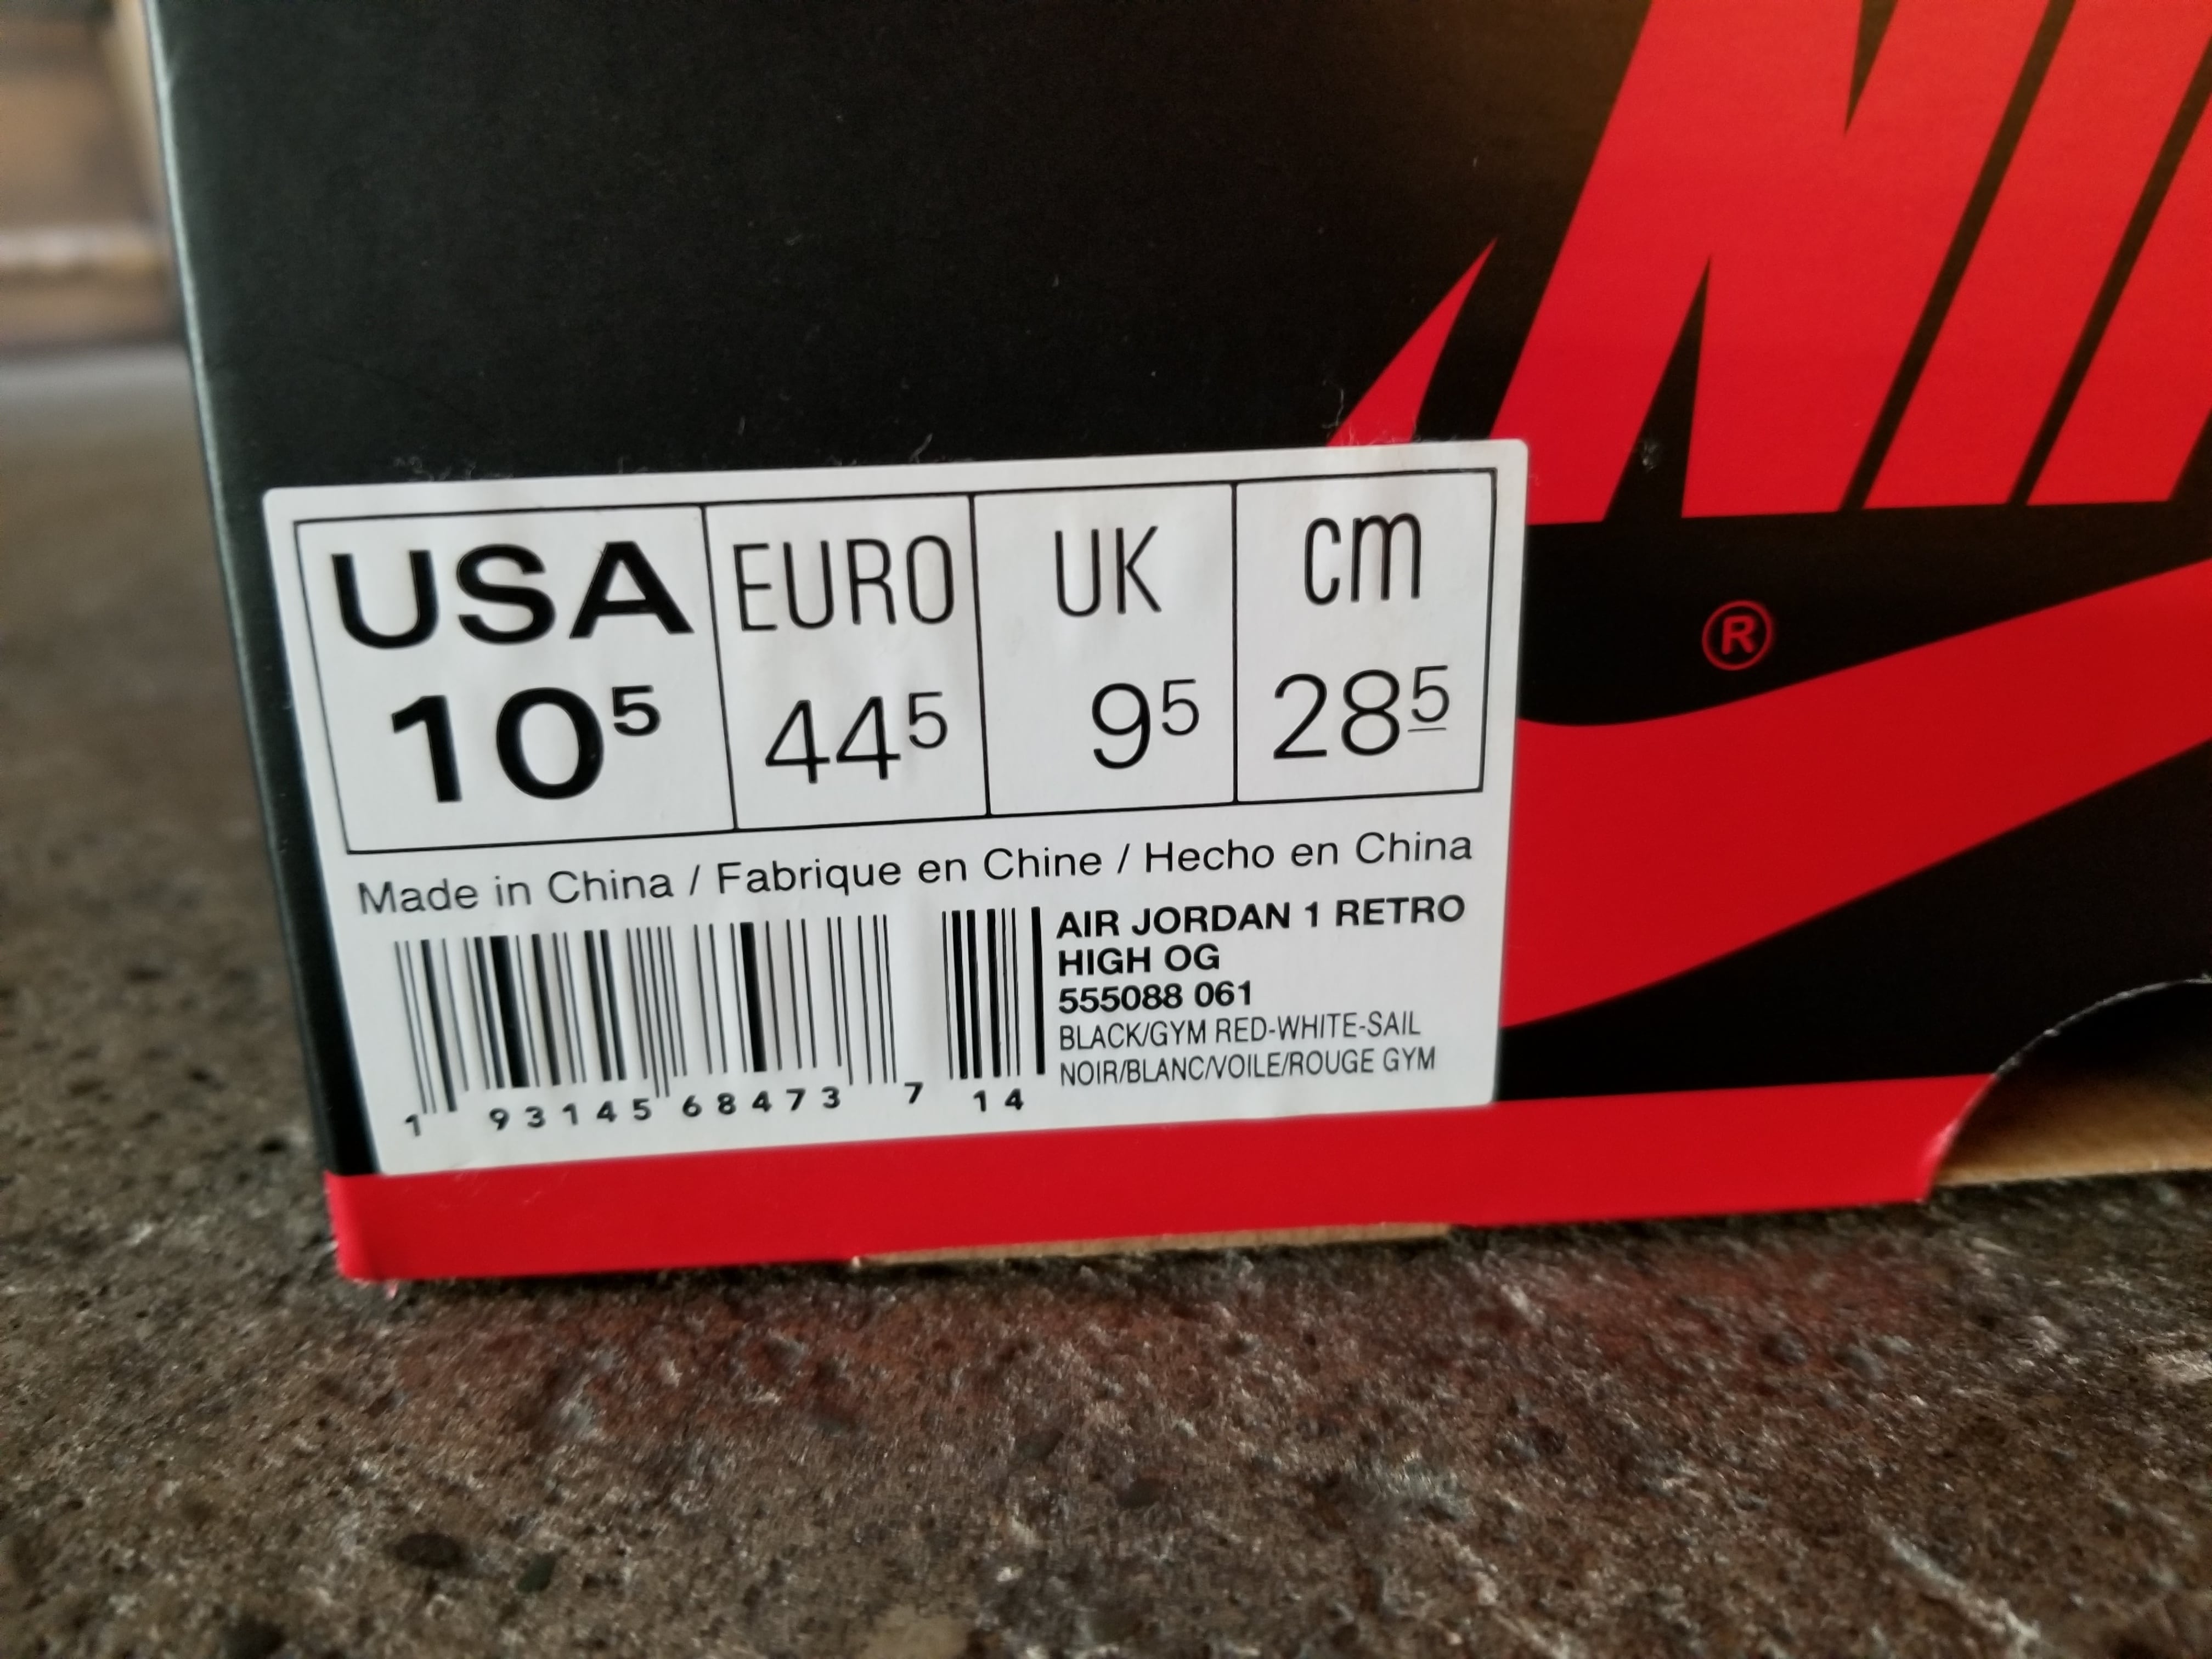 NI
®
USA EURO UK cm
10⁵ 44⁵ 9⁵ 28⁵
Made in China / Fabrique en Chine / Hecho en China
AIR JORDAN 1 RETRO
HIGH OG
555088 061
BLACK/GYM RED-WHITE-SAIL
NOIR/BLANC/VOILE/ROUGE GYM
1 93145 68473 7 14